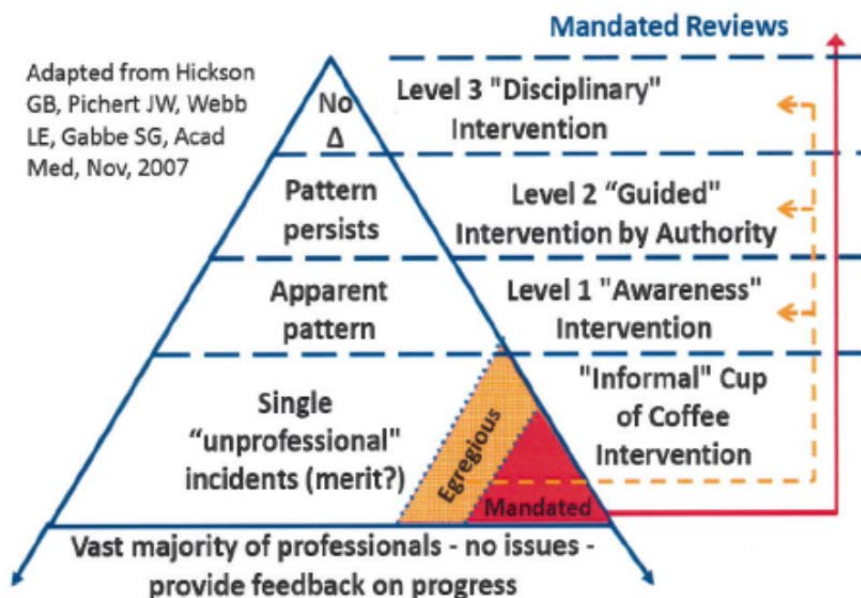 Mandated Reviews
Adapted from Hickson
GB, Pichert JW, Webb
LE, Gabbe SG, Acad
Med, Nov, 2007
No
Δ
Level 3 "Disciplinary"
Intervention
Pattern
persists
Level 2 “Guided"
Intervention by Authority
Apparent
pattern
Level 1 "Awareness"
Intervention
Single
“unprofessional"
incidents (merit?)
Egregious
Mandated
"Informal" Cup
of Coffee
Intervention
Vast majority of professionals - no issues -
provide feedback on progress